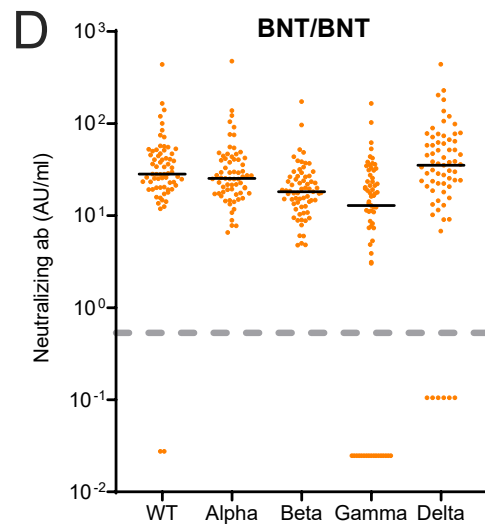 D
BNT/BNT
Neutralizing ab (AU/ml)
10³
10²
10¹
10⁰
10⁻¹
10⁻²
WT Alpha Beta Gamma Delta